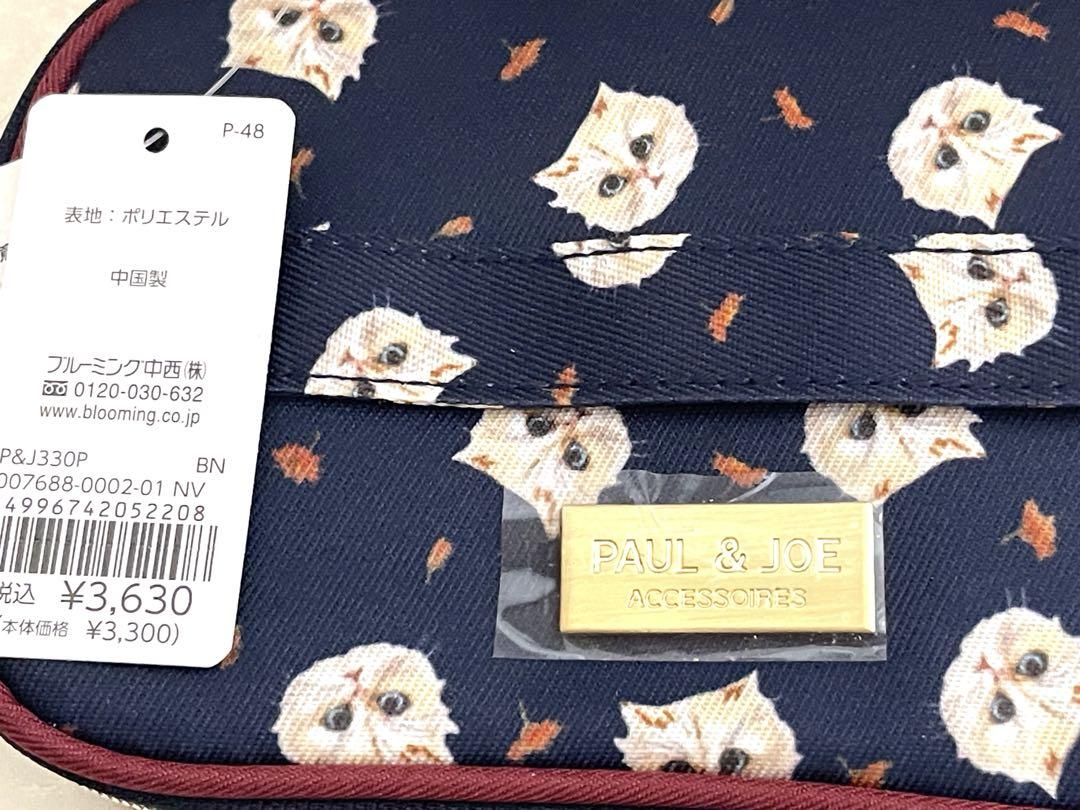 P-48
表地：ポリエステル
中国製
ブルーミング中西㈱
0120-030-632
www.blooming.co.jp
P&J330P BN
007688-0002-01 NV
4996742052208
税込 ¥3,630
(本体価格 ¥3,300)
PAUL & JOE
ACCESSOIRES